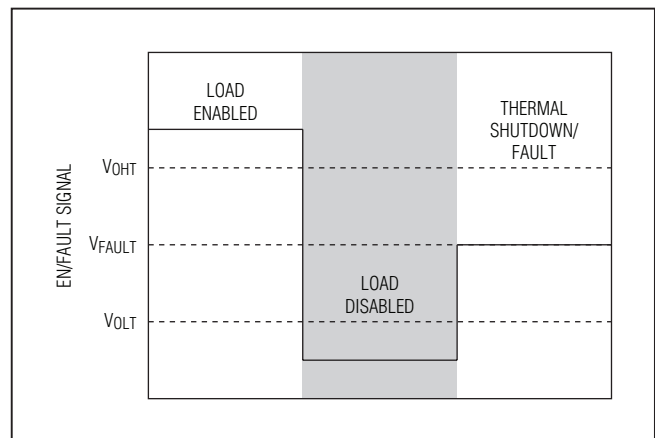 LOAD
ENABLED
THERMAL
SHUTDOWN/
FAULT
VOHT
EN/FAULT SIGNAL
VFAULT
LOAD
DISABLED
VOLT